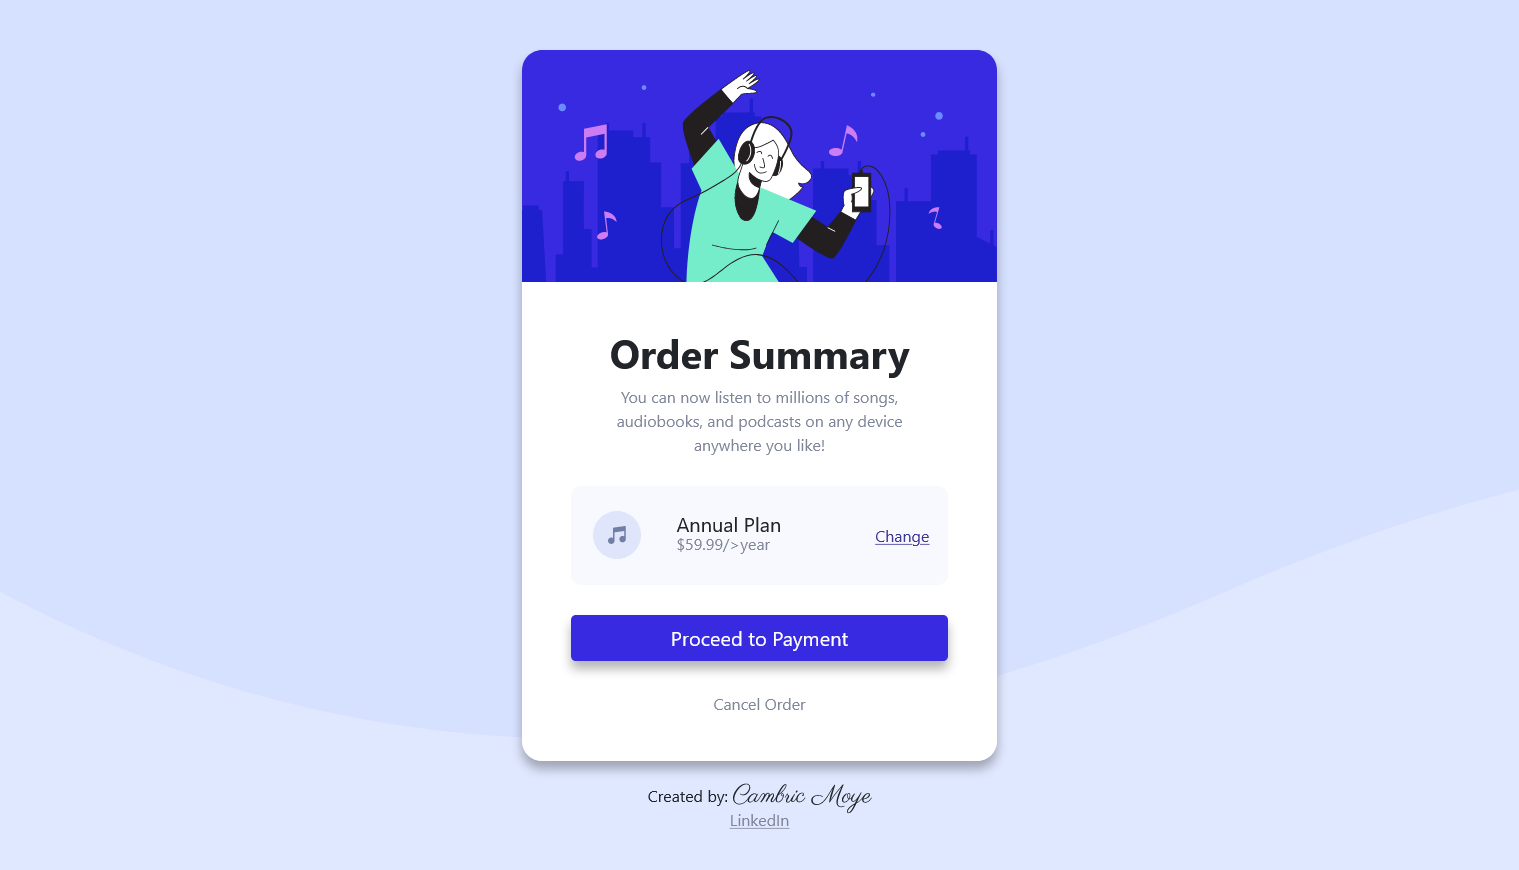 Order Summary
You can now listen to millions of songs,
audiobooks, and podcasts on any device
anywhere you like!
Annual Plan
$59.99/>year
Change
Proceed to Payment
Cancel Order
Created by: Cambric Moye
LinkedIn